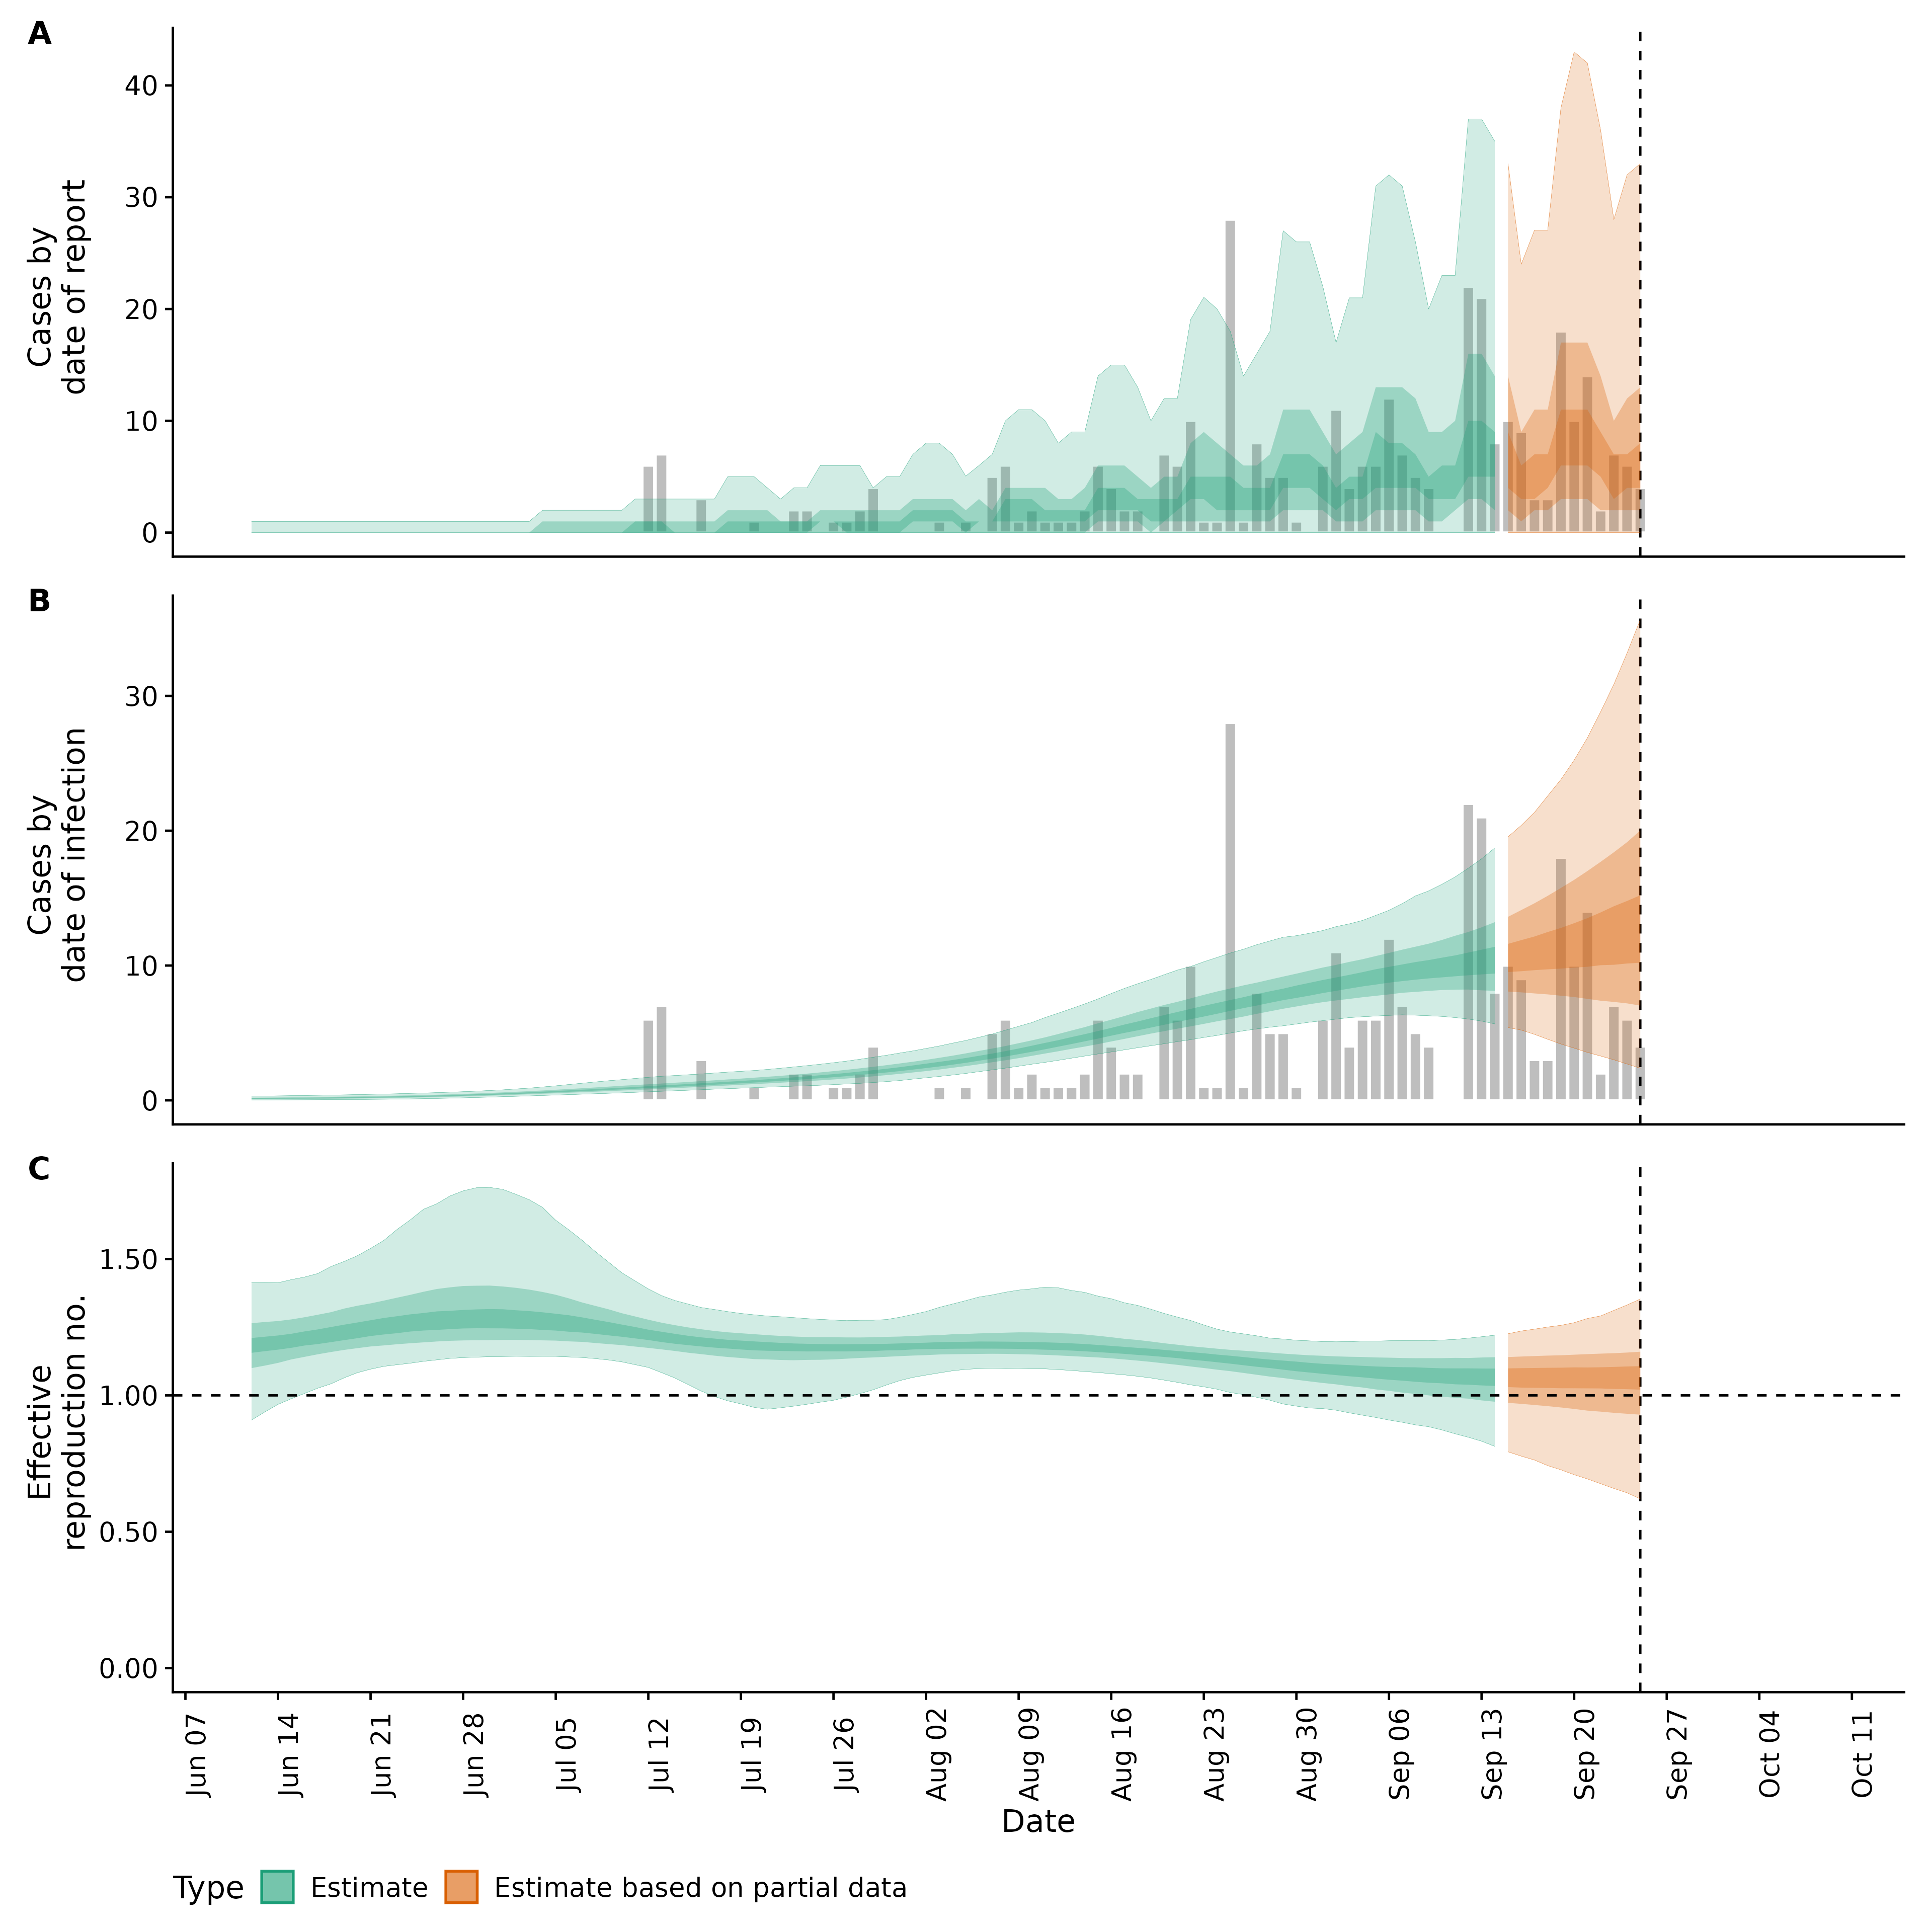 A
Cases by
date of report
40
30
20
10
0
B
Cases by
date of infection
30
20
10
0
C
Effective
reproduction no.
1.50
1.00
0.50
0.00
Jun 07
Jun 14
Jun 21
Jun 28
Jul 05
Jul 12
Jul 19
Jul 26
Aug 02
Aug 09
Aug 16
Aug 23
Aug 30
Sep 06
Sep 13
Sep 20
Sep 27
Oct 04
Oct 11
Date
Type Estimate Estimate based on partial data